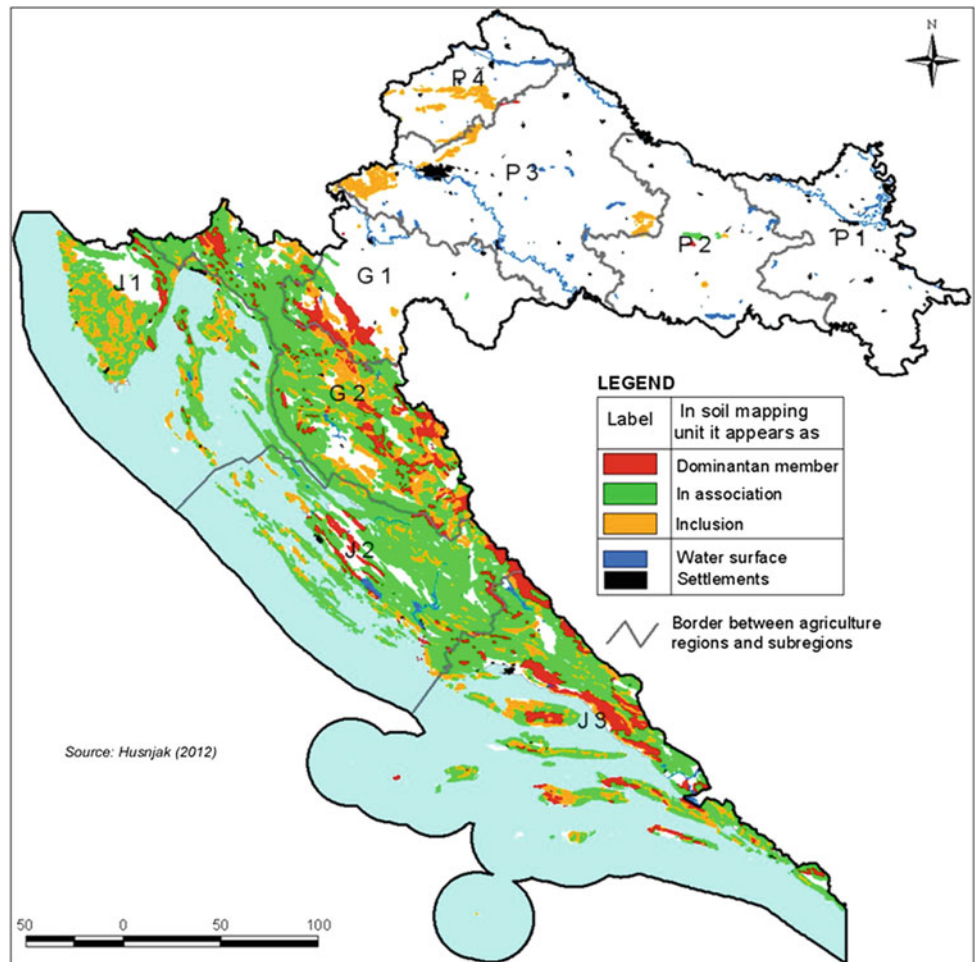 N
P 4
P 3
P 2
P 1
G 1
J 1
G 2
J 2
J 3
LEGEND
Label
In soil mapping
unit it appears as
Dominantan member
In association
Inclusion
Water surface
Settlements
Border between agriculture
regions and subregions
Source: Husnjak (2012)
50 0 50 100